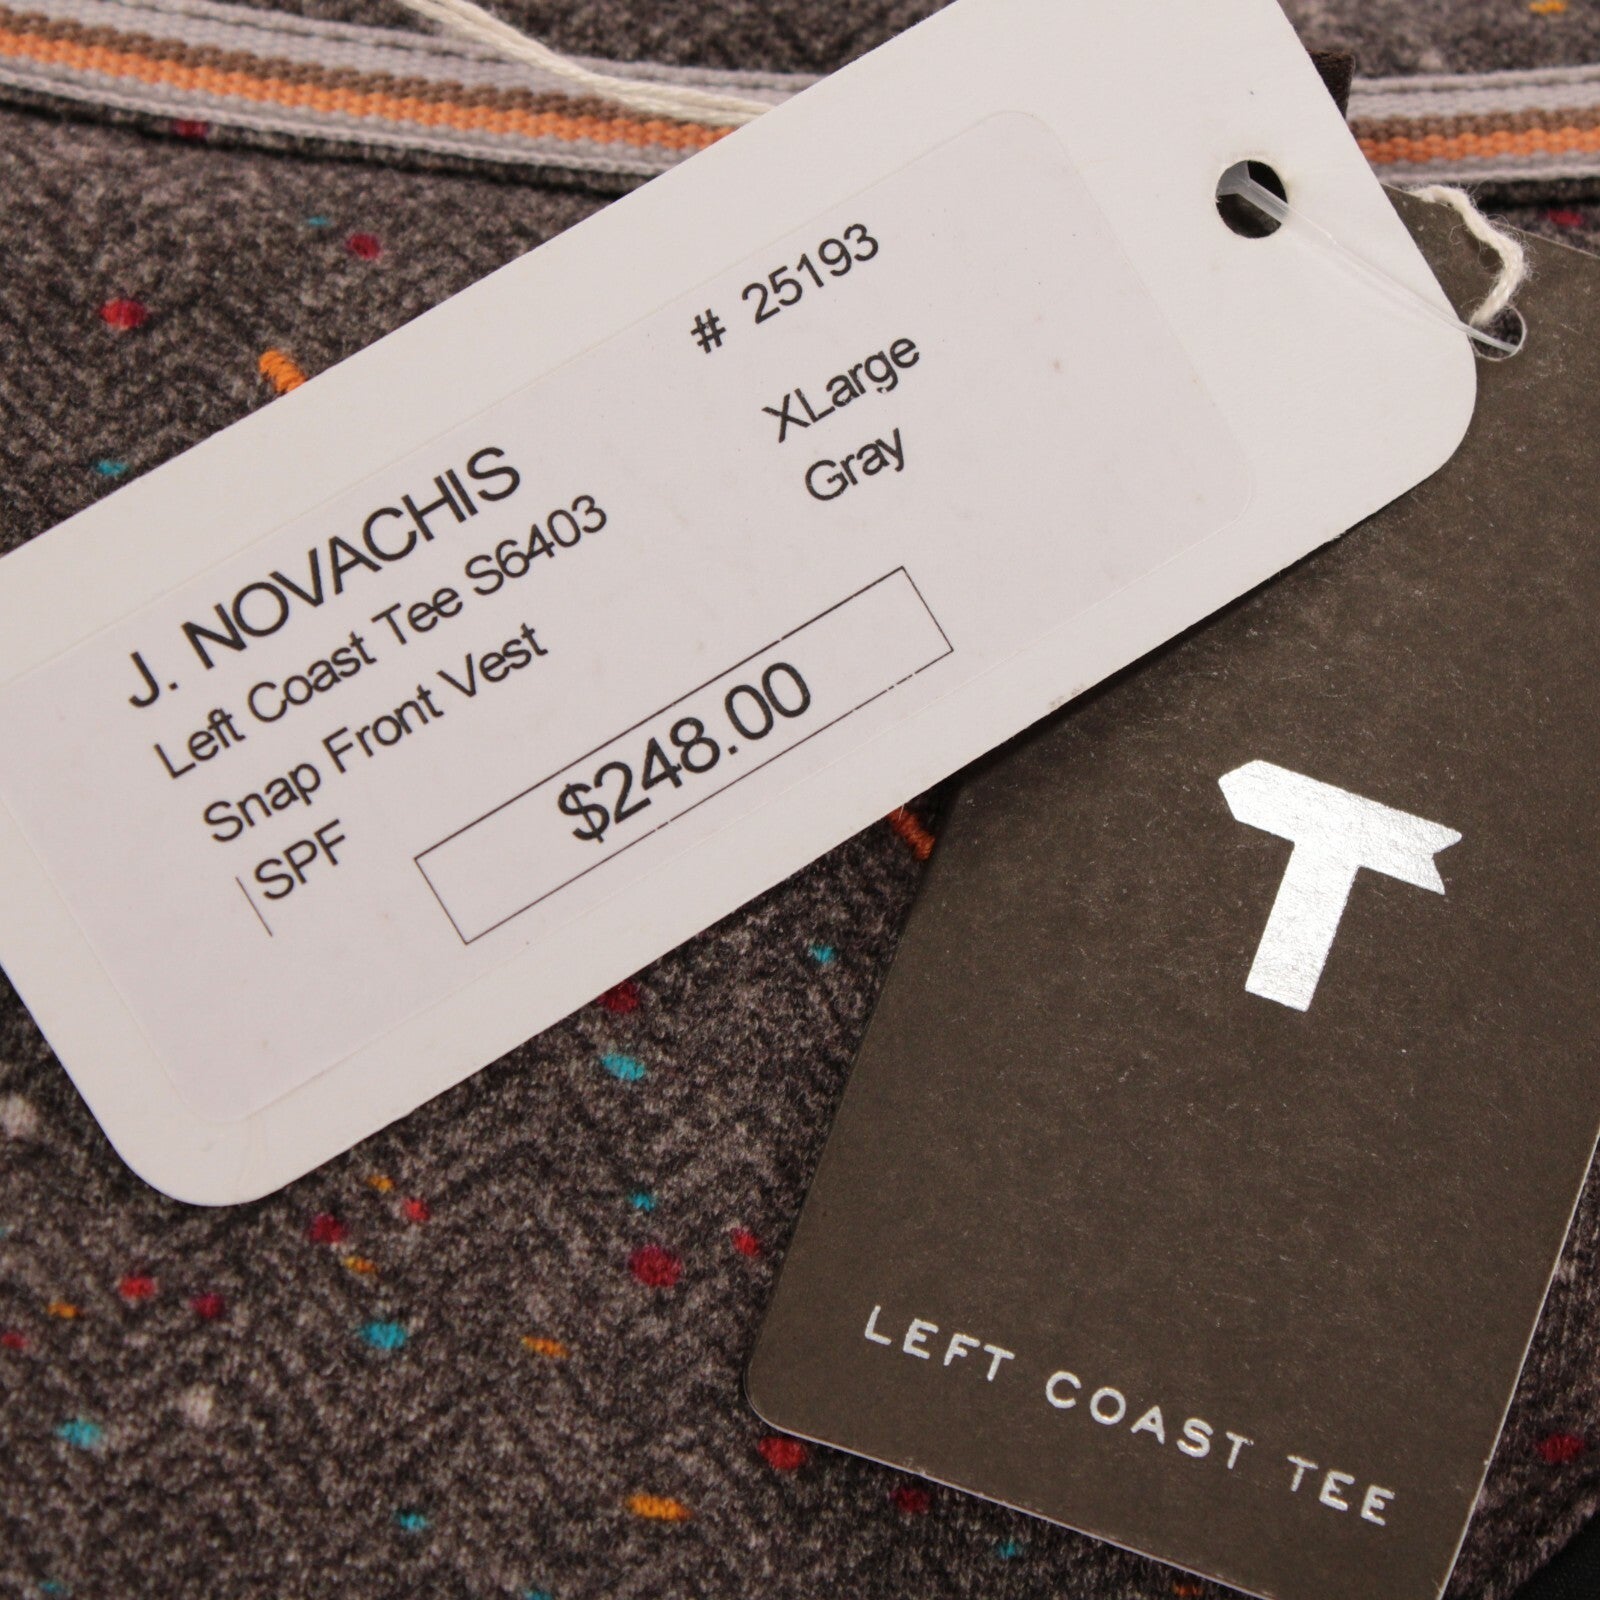 # 25193
J. NOVACHIS
Left Coast Tee S6403 XLarge
Snap Front Vest Gray
SPF
$248.00
T
LEFT COAST TEE